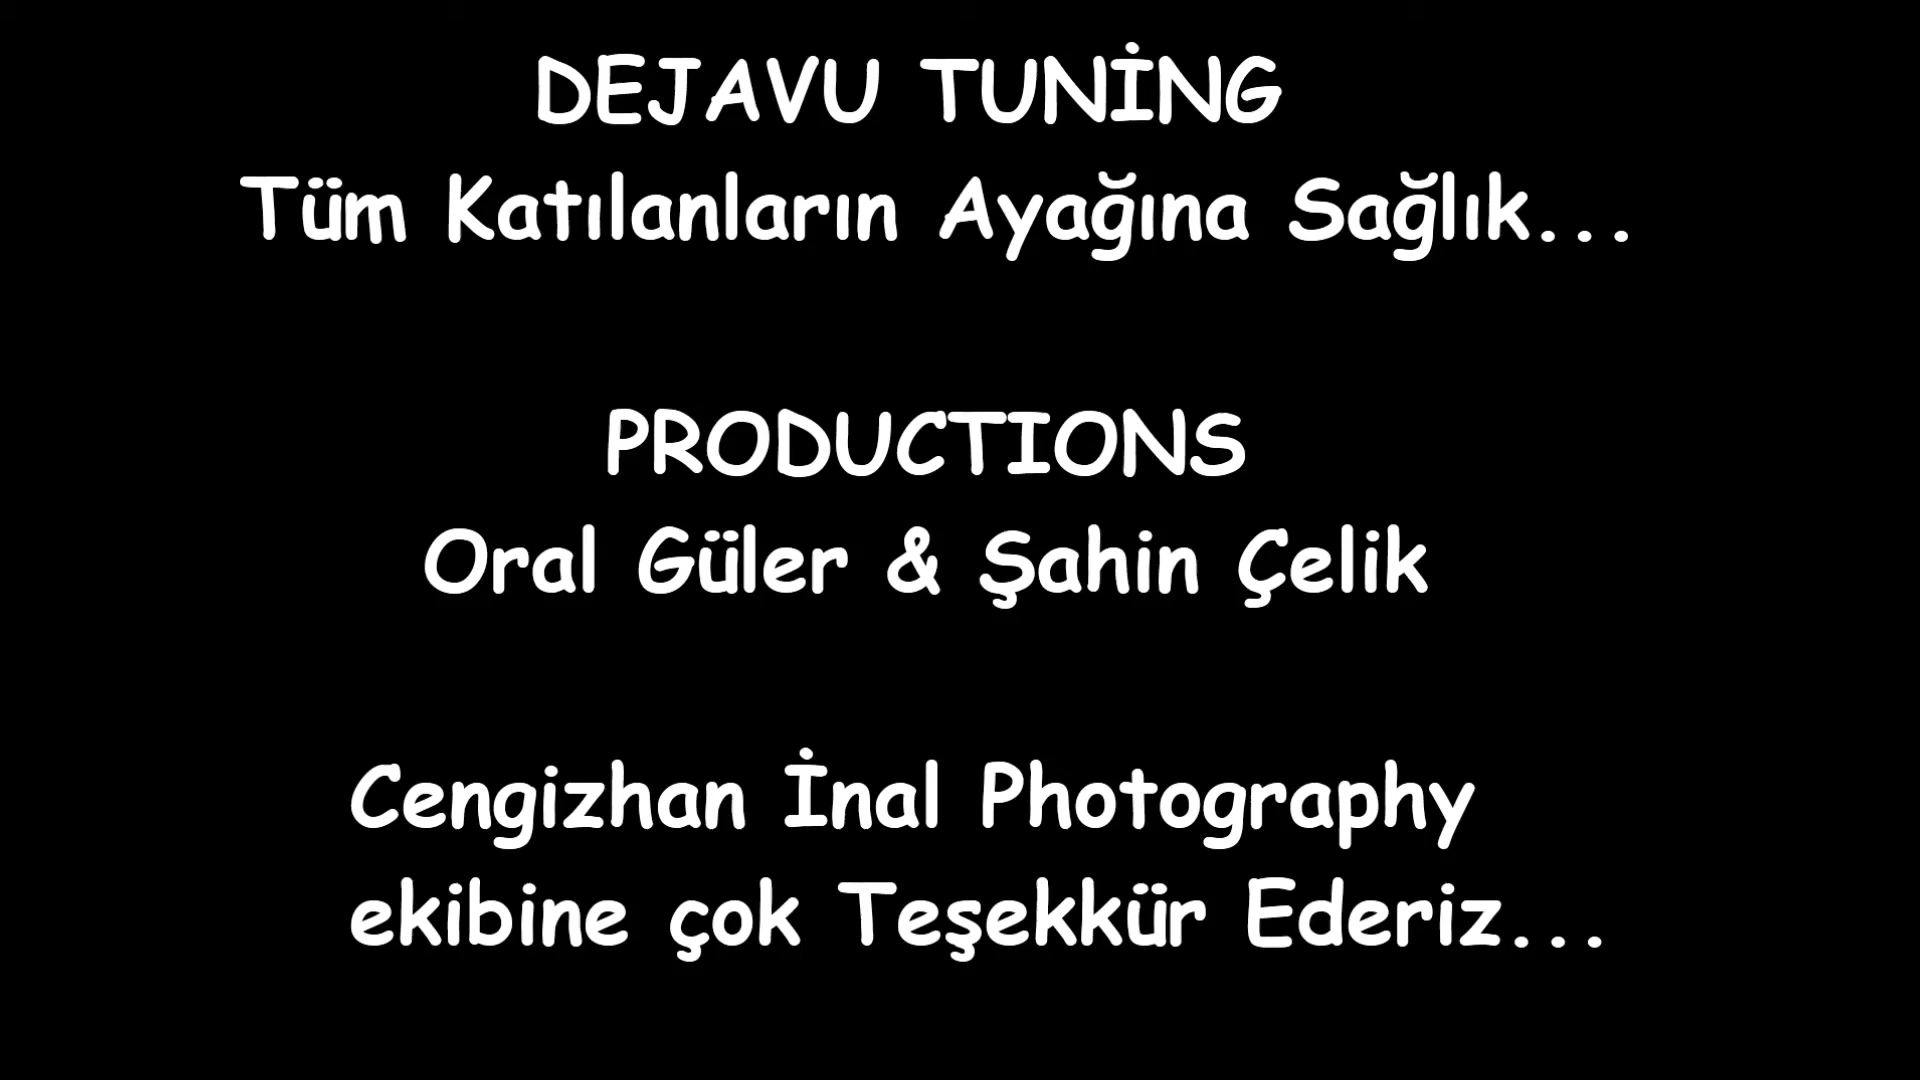 DEJAVU TUNİNG
Tüm Katılanların Ayağına Sağlık...
PRODUCTIONS
Oral Güler & Şahin Çelik
Cengizhan İnal Photography
ekibine çok Teşekkür Ederiz...